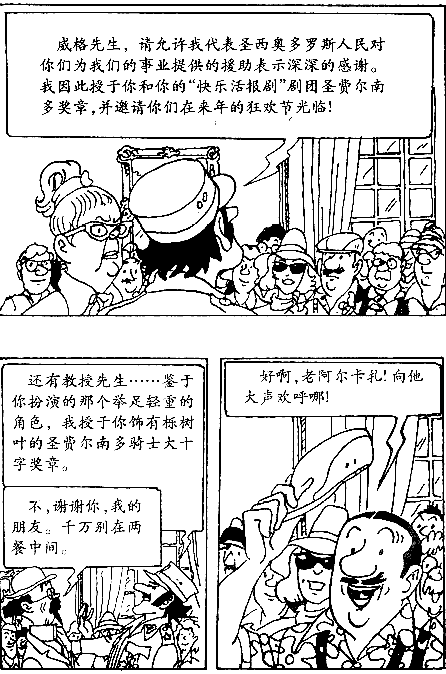 威格先生，请允许我代表圣西奥多罗斯人民对
你们为我们的事业提供的援助表示深深的感谢。
我因此授于你和你的“快乐活报剧”剧团圣费尔南
多奖章，并邀请你们在来年的狂欢节光临！
还有教授先生……鉴于
你扮演的那个举足轻重的
角色，我授于你饰有栎树
叶的圣费尔南多骑士大十
字奖章。
不，谢谢你，我的
朋友。千万别在两
餐中间。
好啊，老阿尔卡扎！向他
大声欢呼哪！